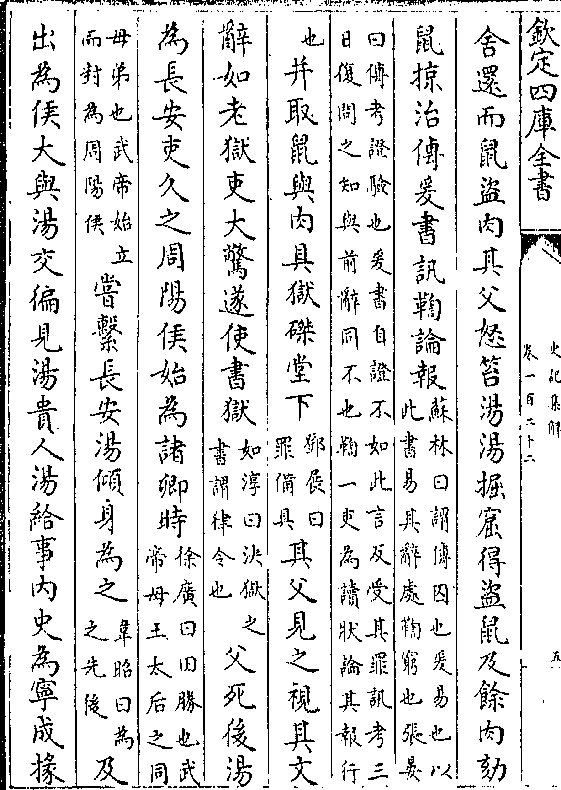 欽定四庫全書
史記集解
卷一百二十二
五
舍還而鼠盜肉其父怒笞湯湯掘窟得盜鼠及餘肉劾
鼠掠治傳爰書訊鞫論報蘇林曰謂傳囚也爰易也以
此書易其辭處鞫窮也張晏
曰傳考證驗也爰書自證不如此言反受其罪訊考三
日復問之知與前辭同不也鞫一吏為讀狀論其報行
也并取鼠與肉具獄磔堂下鄧展曰
罪備具其父見之視其文
辭如老獄吏大驚遂使書獄如淳曰決獄之
書謂律令也父死後湯
為長安吏久之周陽侯始為諸卿時徐廣曰田勝也武
帝母王太后之同
母弟也武帝始立
而封為周陽侯嘗繫長安湯傾身為之韋昭曰為
之先後及
出為侯大與湯交徧見湯貴人湯給事內史為寧成掾